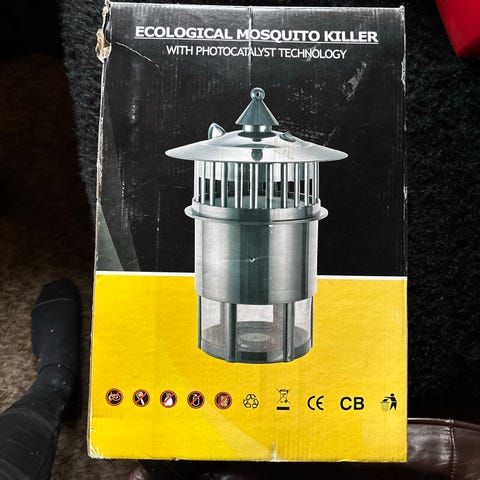 ECOLOGICAL MOSQUITO KILLER
WITH PHOTOCATALYST TECHNOLOGY
CE CB